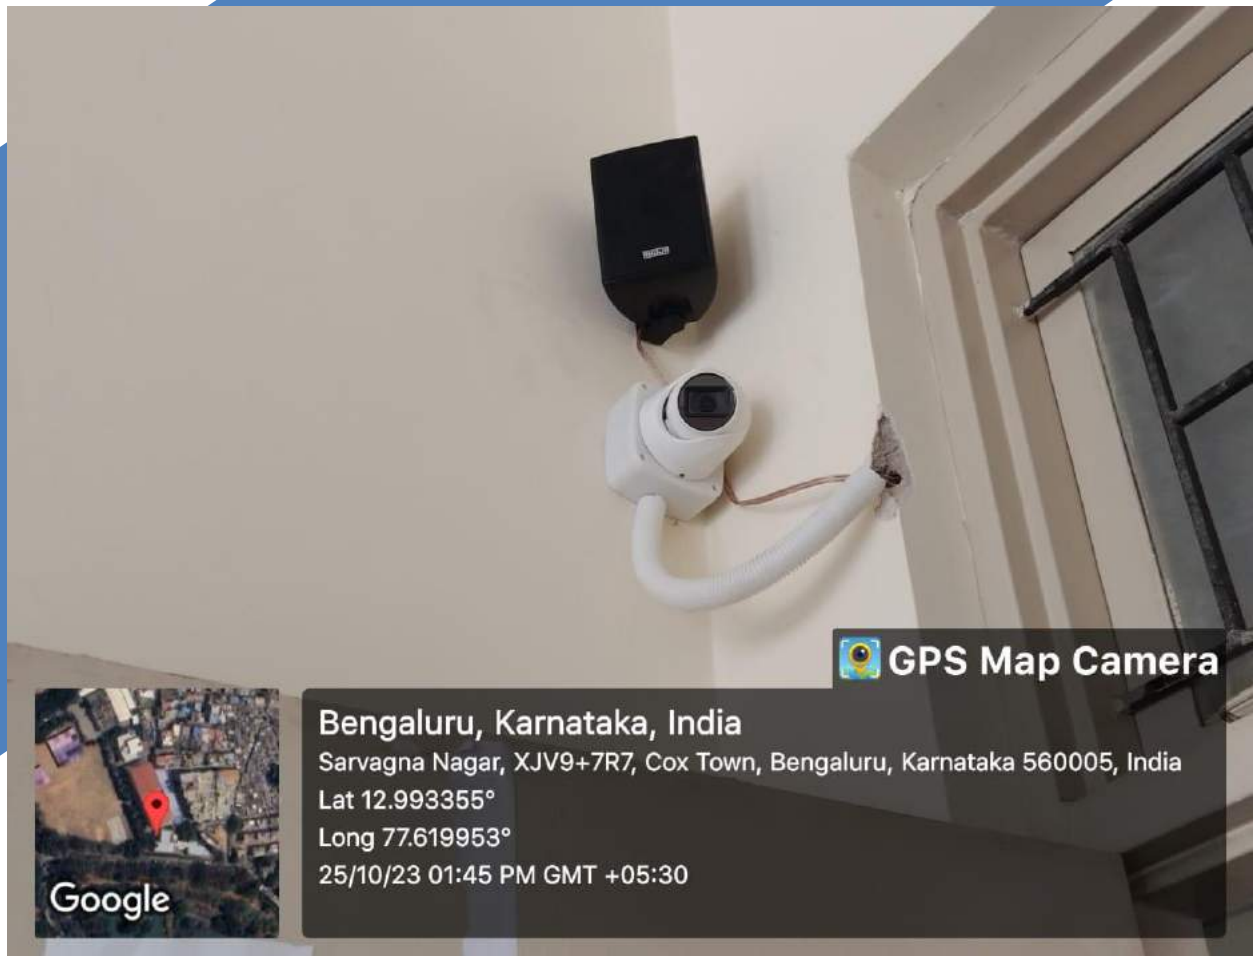 GPS Map Camera
Bengaluru, Karnataka, India
Sarvagna Nagar, XJV9+7R7, Cox Town, Bengaluru, Karnataka 560005, India
Lat 12.993355°
Long 77.619953°
25/10/23 01:45 PM GMT +05:30
Google